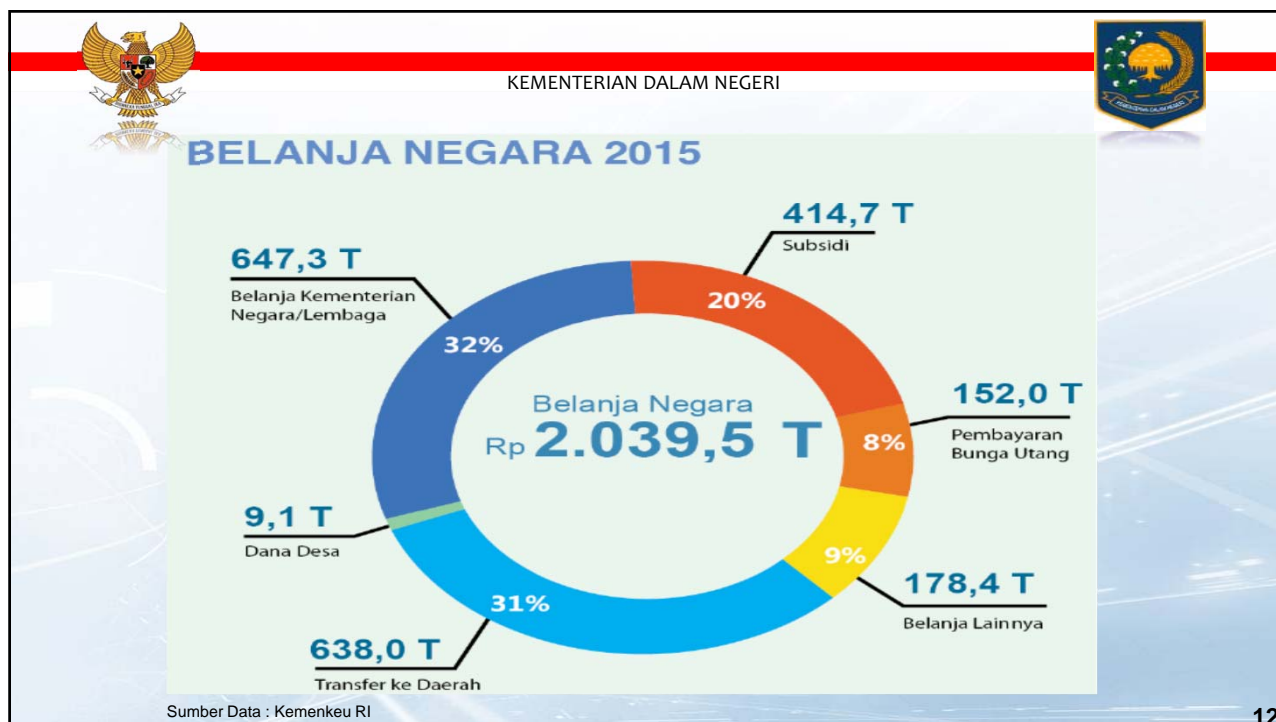 KEMENTERIAN DALAM NEGERI
BELANJA NEGARA 2015
414,7 T
Subsidi
647,3 T
Belanja Kementerian
Negara/Lembaga
20%
32%
Belanja Negara
Rp 2.039,5 T
152,0 T
Pembayaran
Bunga Utang
8%
9,1 T
Dana Desa
9%
178,4 T
Belanja Lainnya
31%
638,0 T
Transfer ke Daerah
Sumber Data : Kemenkeu RI
12